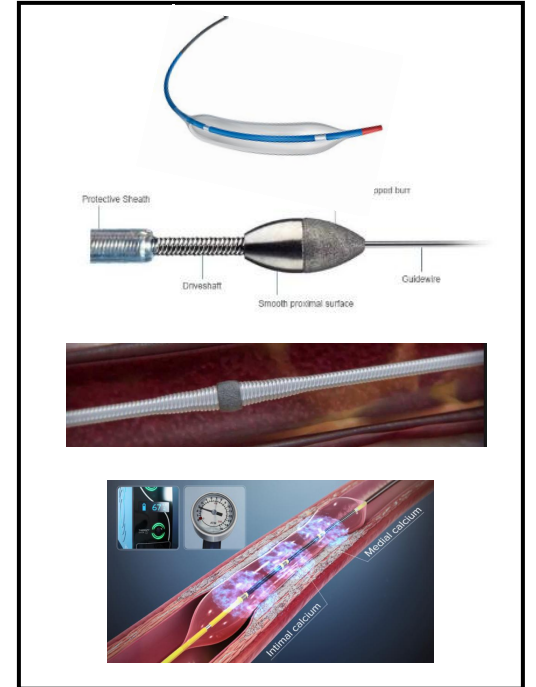 pped burr
Protective Sheath
Driveshaft
Guidewire
Smooth proximal surface
Medial calcium
Intimal calcium